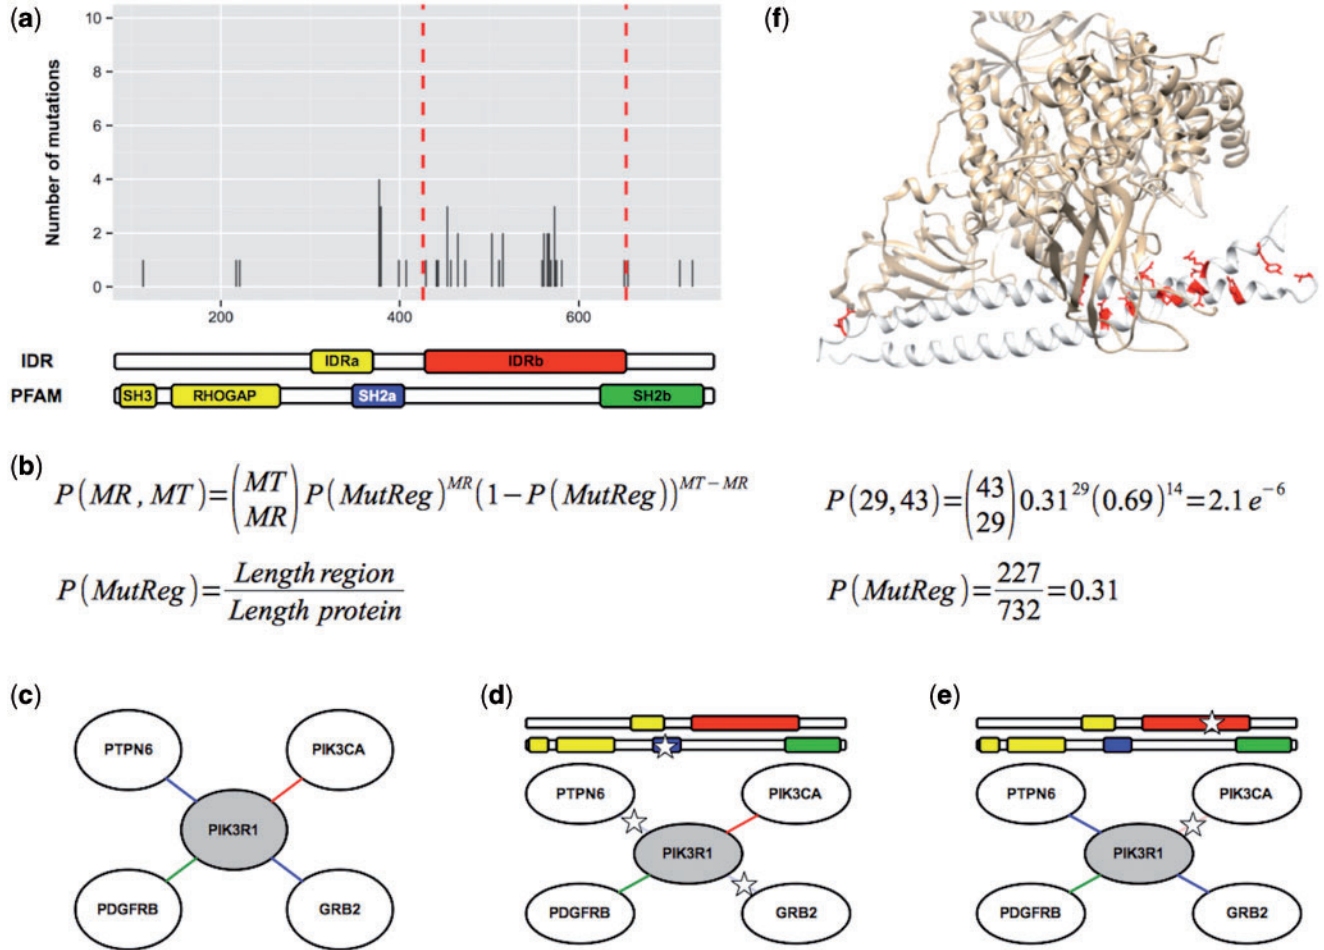 (a)
Number of mutations
10
8
6
4
2
0
200 400 600
IDR IDRa IDRb
PFAM SH3 RHOGAP SH2a SH2b
(f)
(b)
P(MR, MT)=(MT MR) P(MutReg)^MR (1−P(MutReg))^MT−MR
P(29,43)=(43 29) 0.31^29 (0.69)^14=2.1 e^−6
P(MutReg)=Length region/Length protein
P(MutReg)=227/732=0.31
(c)
PTPN6 PIK3CA
PIK3R1
PDGFRB GRB2
(d)
PTPN6 PIK3CA
PIK3R1
PDGFRB GRB2
(e)
PTPN6 PIK3CA
PIK3R1
PDGFRB GRB2